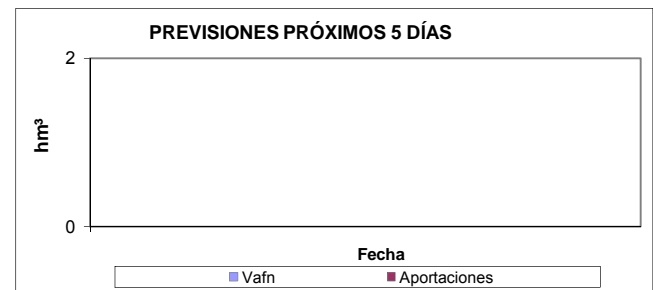 PREVISIONES PRÓXIMOS 5 DÍAS
2
hm³
0
Fecha
Vafn Aportaciones